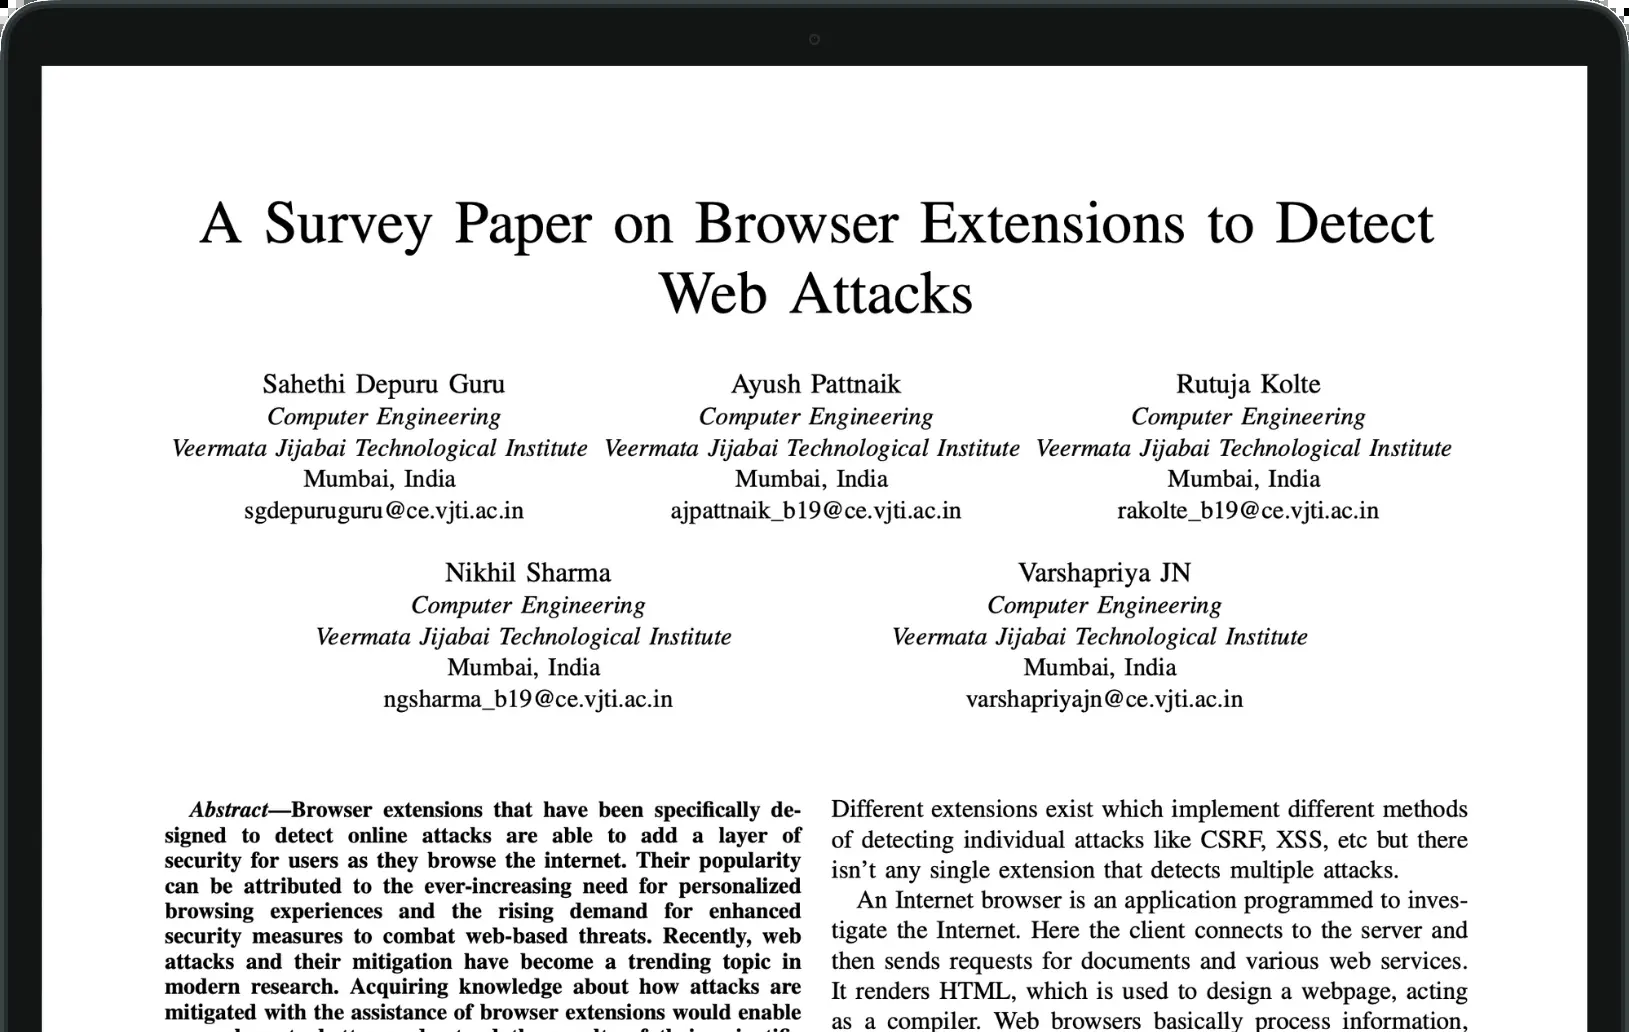 A Survey Paper on Browser Extensions to Detect
Web Attacks
Sahethi Depuru Guru
Computer Engineering
Veermata Jijabai Technological Institute
Mumbai, India
sgdepuruguru@ce.vjti.ac.in
Ayush Pattnaik
Computer Engineering
Veermata Jijabai Technological Institute
Mumbai, India
ajpattnaik_b19@ce.vjti.ac.in
Rutuja Kolte
Computer Engineering
Veermata Jijabai Technological Institute
Mumbai, India
rakolte_b19@ce.vjti.ac.in
Nikhil Sharma
Computer Engineering
Veermata Jijabai Technological Institute
Mumbai, India
ngsharma_b19@ce.vjti.ac.in
Varshapriya JN
Computer Engineering
Veermata Jijabai Technological Institute
Mumbai, India
varshapriyajn@ce.vjti.ac.in
Abstract—Browser extensions that have been specifically de-
signed to detect online attacks are able to add a layer of
security for users as they browse the internet. Their popularity
can be attributed to the ever-increasing need for personalized
browsing experiences and the rising demand for enhanced
security measures to combat web-based threats. Recently, web
attacks and their mitigation have become a trending topic in
modern research. Acquiring knowledge about how attacks are
mitigated with the assistance of browser extensions would enable
Different extensions exist which implement different methods
of detecting individual attacks like CSRF, XSS, etc but there
isn't any single extension that detects multiple attacks.
An Internet browser is an application programmed to inves-
tigate the Internet. Here the client connects to the server and
then sends requests for documents and various web services.
It renders HTML, which is used to design a webpage, acting
as a compiler. Web browsers basically process information,